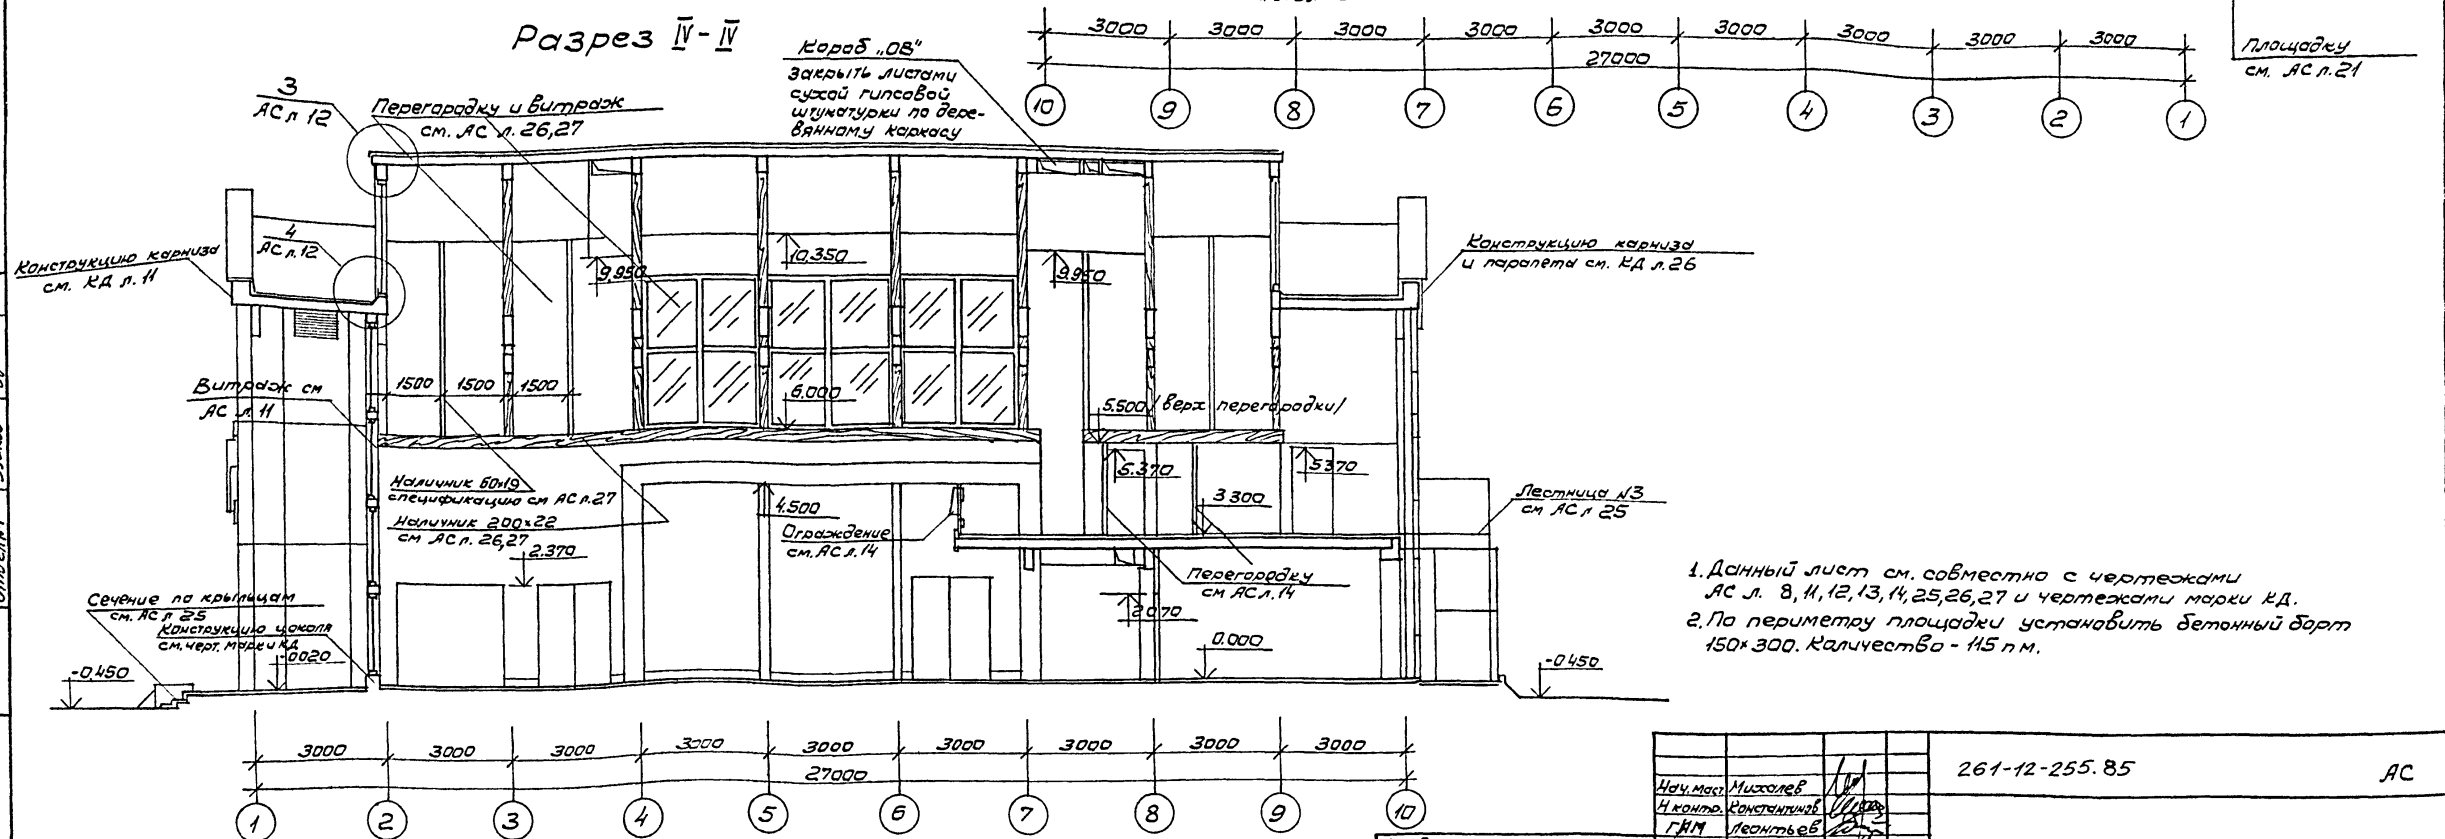 Разрез IV-IV
3000 3000 3000 3000 3000 3000 3000 3000 3000
27000
10 9 8 7 6 5 4 3 2 1
Площадку
см. АС л.21
Короб „ОВ"
закрыть листами
сухой гипсовой
штукатурки по дере-
вянному каркасу
3
АС л 12
Перегородку и витраж
см. АС л. 26,27
4
АС л.12
Конструкцию карниза
см. КД л. 11
Конструкцию карниза
и парапета см. КД л.26
9.950
10.350
9.950
Витраж см
АС л. 11
1500 1500 1500
6.000
5.500 /верх перегородки/
5.370
5.370
3.300
Наличник 60×19
спецификацию см АС л.27
Наличник 200×22
см АС л. 26,27
4.500
Ограждение
см. АС л.14
Лестница N3
см АС л 25
2.370
Перегородку
см АС л.14
2.070
0.000
Сечение по крыльцам
см. АС л 25
Конструкцию цоколя
см. черт. марки КД
-0.020
-0.450
-0.450
1. Данный лист см. совместно с чертежами
АС л. 8,11,12,13,14,25,26,27 и чертежами марки КД.
2. По периметру площадки установить бетонный борт
150×300. Количество - 115 п м.
3000 3000 3000 3000 3000 3000 3000 3000 3000
27000
1 2 3 4 5 6 7 8 9 10
261-12-255.85 АС
Нач. маст Михалев
Н контр. Константинов
ГАМ Леонтьев